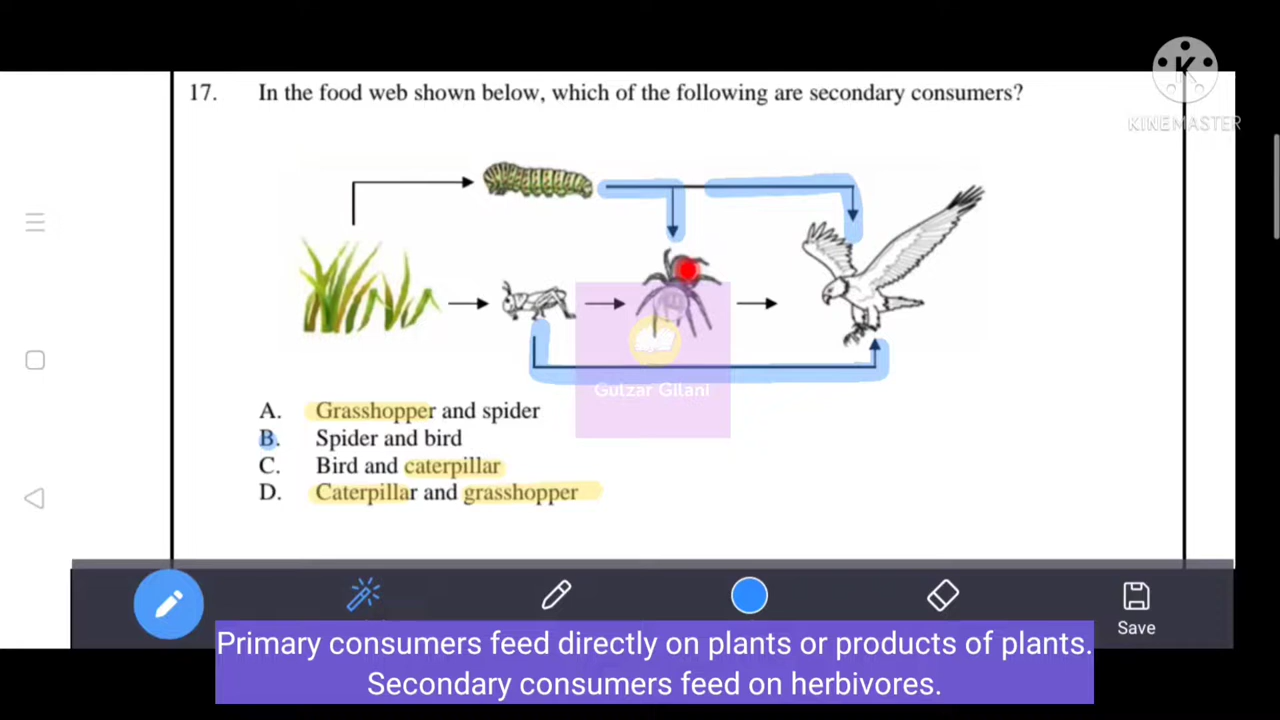 K
KINEMASTER
17. In the food web shown below, which of the following are secondary consumers?
Gulzar Gilani
A. Grasshopper and spider
B. Spider and bird
C. Bird and caterpillar
D. Caterpillar and grasshopper
Save
Primary consumers feed directly on plants or products of plants.
Secondary consumers feed on herbivores.